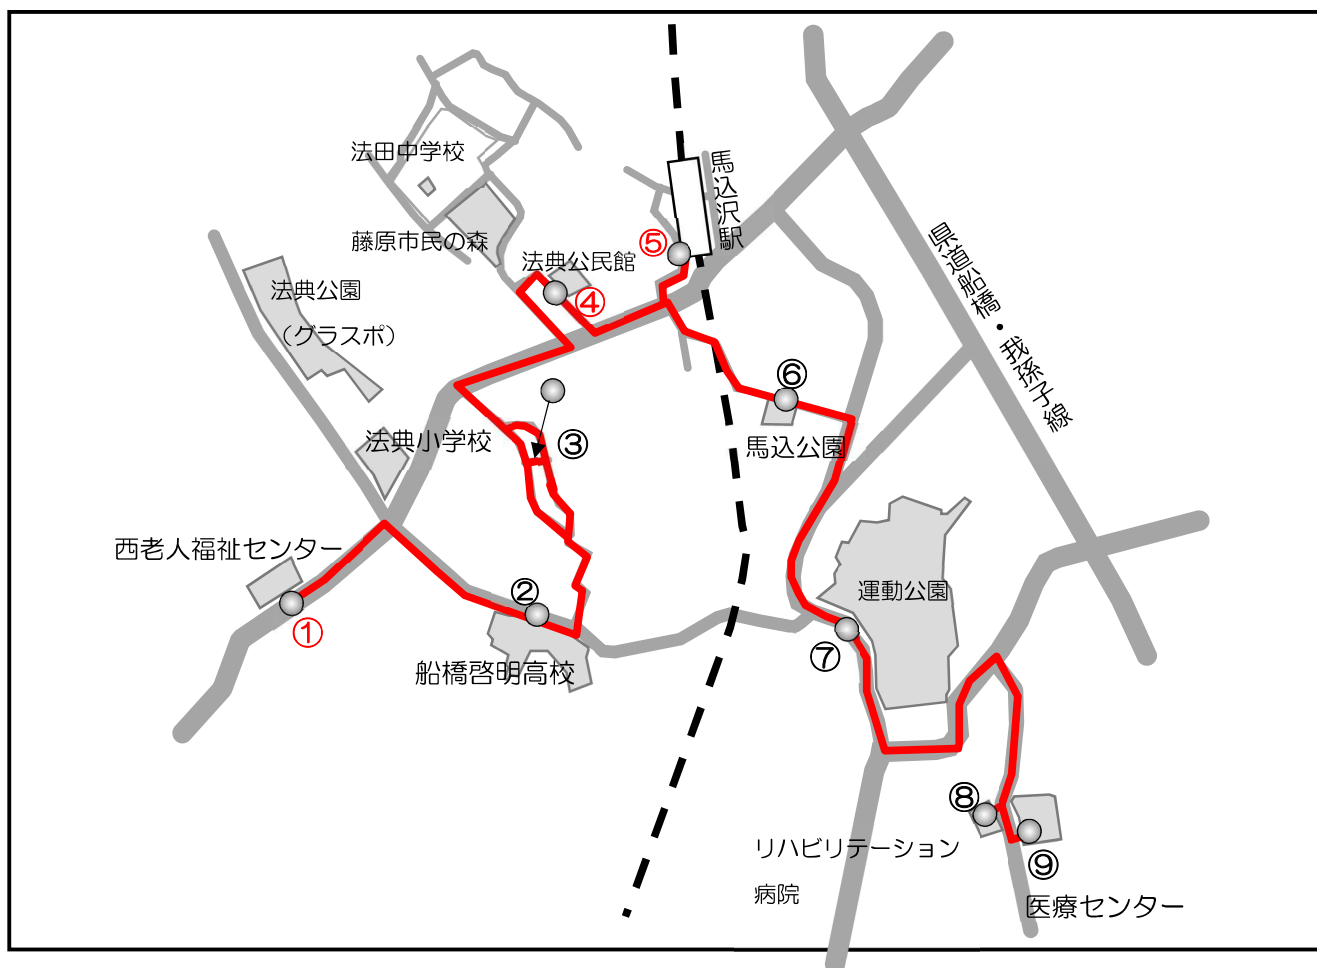 法田中学校
馬込沢駅
藤原市民の森
法典公民館
⑤
県道船橋・我孫子線
法典公園
（グラスポ）
④
⑥
法典小学校
③
馬込公園
西老人福祉センター
①
②
運動公園
船橋啓明高校
⑦
⑧
リハビリテーション
病院
⑨
医療センター